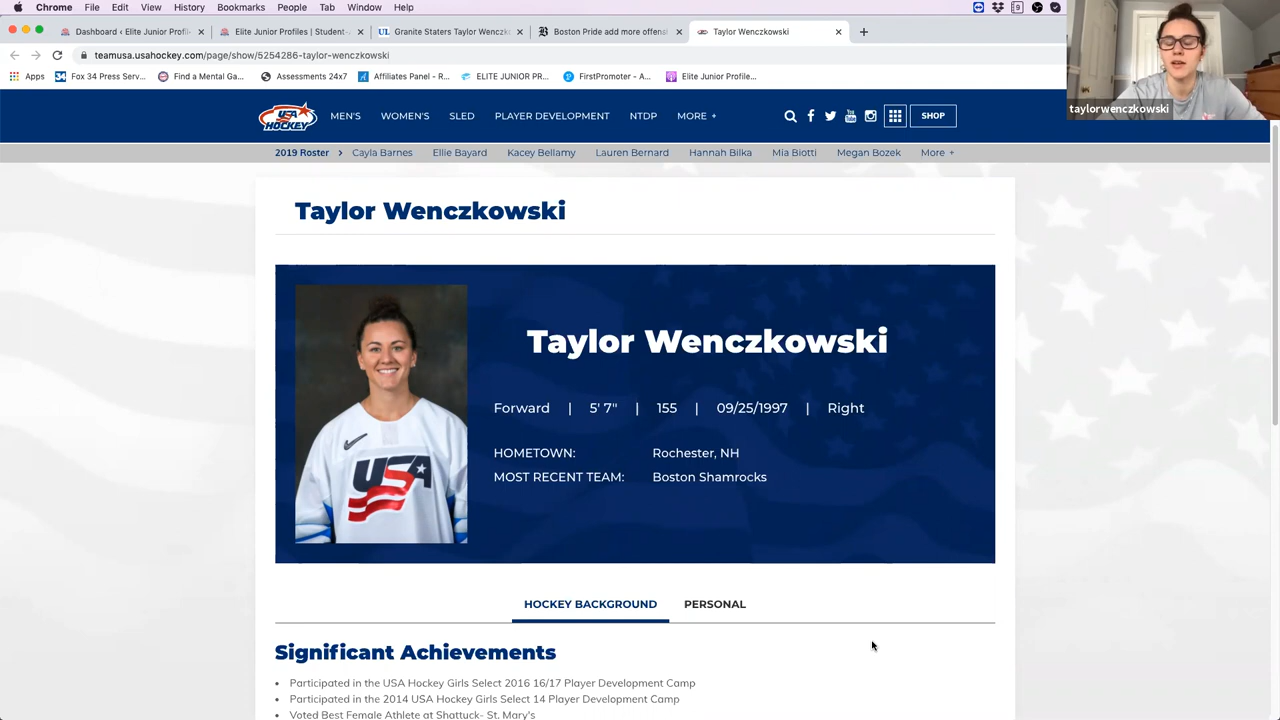 Chrome File Edit View History Bookmarks People Tab Window Help
Dashboard ‹ Elite Junior Profil Elite Junior Profiles | Student- Granite Staters Taylor Wenczk Boston Pride add more offens Taylor Wenczkowski
teamusa.usahockey.com/page/show/5254286-taylor-wenczkowski
Apps Fox 34 Press Serv... Find a Mental Ga... Assessments 24x7 Affiliates Panel - R... ELITE JUNIOR PR... FirstPromoter - A... Elite Junior Profile...
taylorwenczkowski
USA HOCKEY MEN'S WOMEN'S SLED PLAYER DEVELOPMENT NTDP MORE + SHOP
2019 Roster Cayla Barnes Ellie Bayard Kacey Bellamy Lauren Bernard Hannah Bilka Mia Biotti Megan Bozek More +
Taylor Wenczkowski
Taylor Wenczkowski
Forward | 5' 7" | 155 | 09/25/1997 | Right
HOMETOWN: Rochester, NH
MOST RECENT TEAM: Boston Shamrocks
USA
HOCKEY BACKGROUND PERSONAL
Significant Achievements
• Participated in the USA Hockey Girls Select 2016 16/17 Player Development Camp
• Participated in the 2014 USA Hockey Girls Select 14 Player Development Camp
• Voted Best Female Athlete at Shattuck- St. Mary's